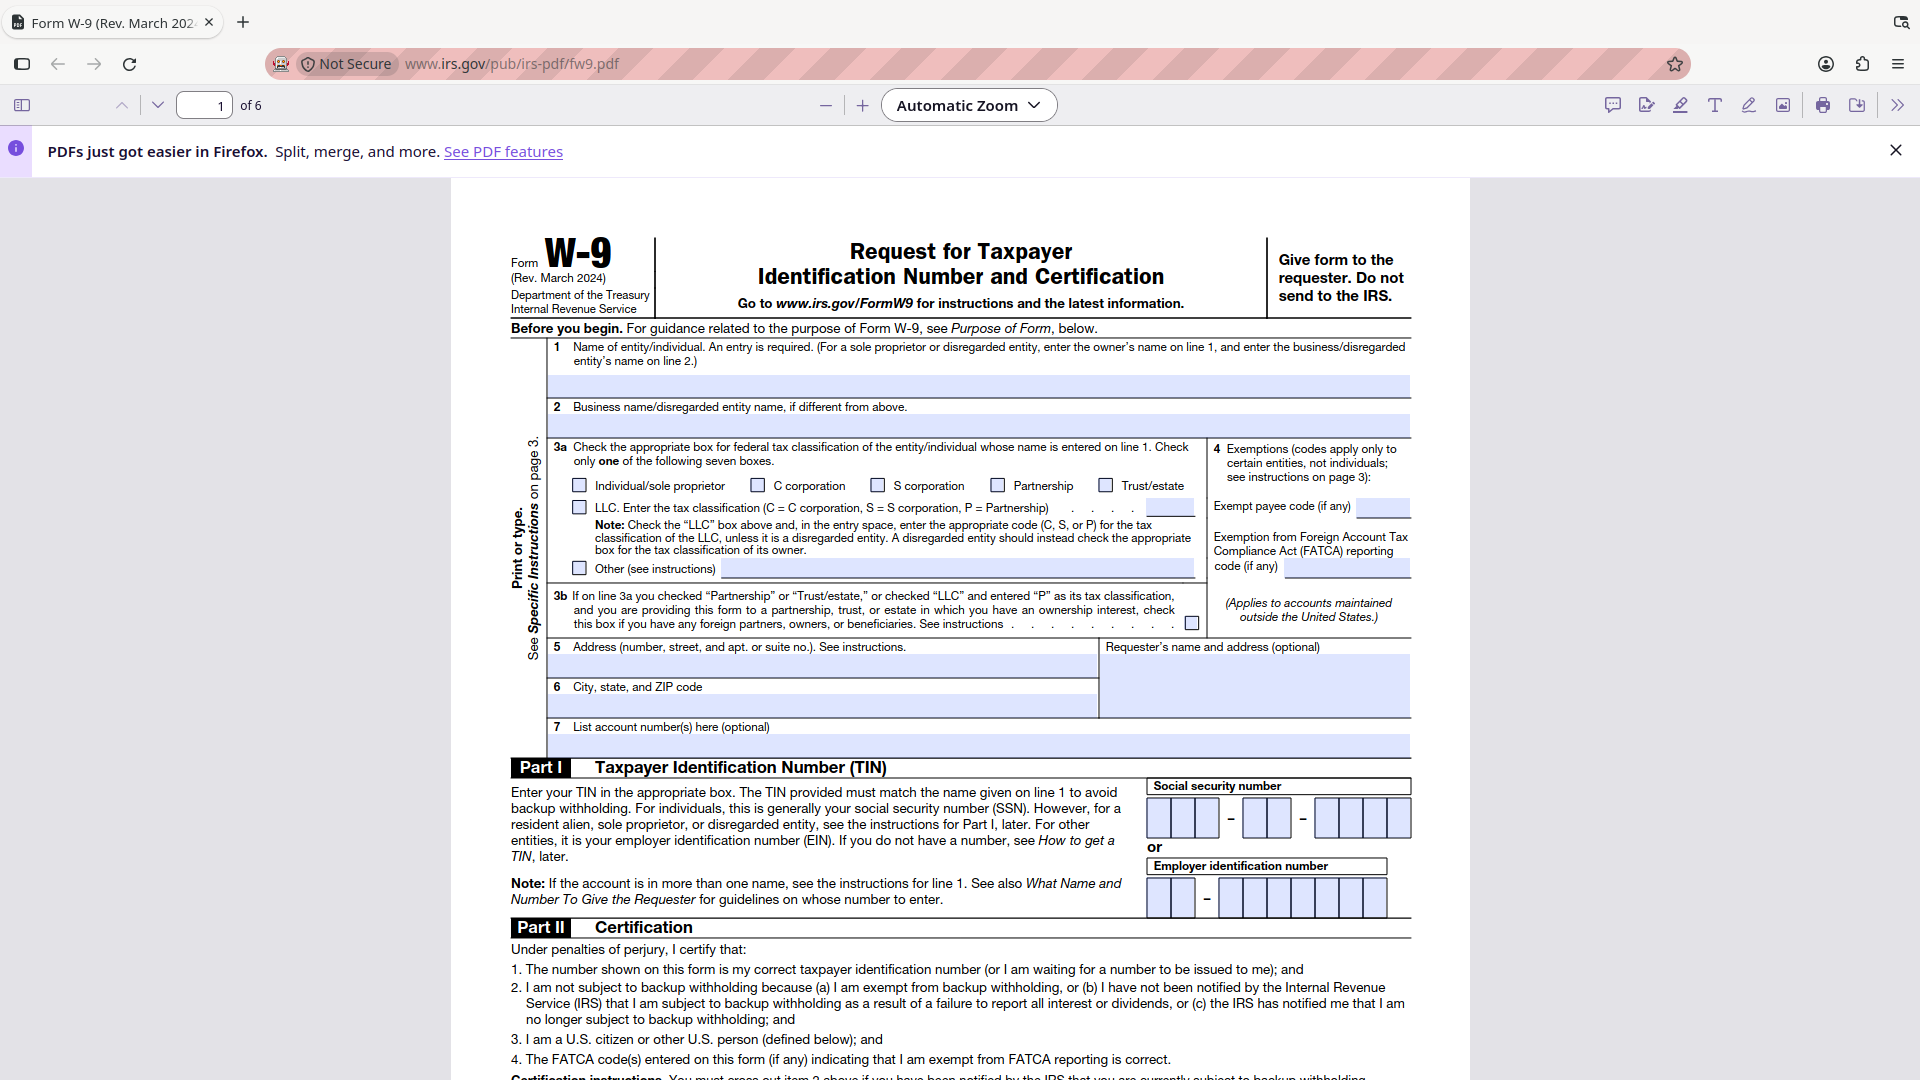 Form W-9 (Rev. March 202
Not Secure www.irs.gov/pub/irs-pdf/fw9.pdf
1 of 6
Automatic Zoom
PDFs just got easier in Firefox. Split, merge, and more. See PDF features
Form W-9
(Rev. March 2024)
Department of the Treasury
Internal Revenue Service
Request for Taxpayer
Identification Number and Certification
Go to www.irs.gov/FormW9 for instructions and the latest information.
Give form to the
requester. Do not
send to the IRS.
Before you begin. For guidance related to the purpose of Form W-9, see Purpose of Form, below.
Print or type.
See Specific Instructions on page 3.
1 Name of entity/individual. An entry is required. (For a sole proprietor or disregarded entity, enter the owner's name on line 1, and enter the business/disregarded
entity's name on line 2.)
2 Business name/disregarded entity name, if different from above.
3a Check the appropriate box for federal tax classification of the entity/individual whose name is entered on line 1. Check
only one of the following seven boxes.
Individual/sole proprietor C corporation S corporation Partnership Trust/estate
LLC. Enter the tax classification (C = C corporation, S = S corporation, P = Partnership) . . . .
Note: Check the “LLC” box above and, in the entry space, enter the appropriate code (C, S, or P) for the tax
classification of the LLC, unless it is a disregarded entity. A disregarded entity should instead check the appropriate
box for the tax classification of its owner.
Other (see instructions)
4 Exemptions (codes apply only to
certain entities, not individuals;
see instructions on page 3):
Exempt payee code (if any)
Exemption from Foreign Account Tax
Compliance Act (FATCA) reporting
code (if any)
(Applies to accounts maintained
outside the United States.)
3b If on line 3a you checked “Partnership” or “Trust/estate,” or checked “LLC” and entered “P” as its tax classification,
and you are providing this form to a partnership, trust, or estate in which you have an ownership interest, check
this box if you have any foreign partners, owners, or beneficiaries. See instructions . . . . . . . . .
5 Address (number, street, and apt. or suite no.). See instructions.
Requester's name and address (optional)
6 City, state, and ZIP code
7 List account number(s) here (optional)
Part I Taxpayer Identification Number (TIN)
Enter your TIN in the appropriate box. The TIN provided must match the name given on line 1 to avoid
backup withholding. For individuals, this is generally your social security number (SSN). However, for a
resident alien, sole proprietor, or disregarded entity, see the instructions for Part I, later. For other
entities, it is your employer identification number (EIN). If you do not have a number, see How to get a
TIN, later.
Note: If the account is in more than one name, see the instructions for line 1. See also What Name and
Number To Give the Requester for guidelines on whose number to enter.
Social security number
– –
or
Employer identification number
–
Part II Certification
Under penalties of perjury, I certify that:
1. The number shown on this form is my correct taxpayer identification number (or I am waiting for a number to be issued to me); and
2. I am not subject to backup withholding because (a) I am exempt from backup withholding, or (b) I have not been notified by the Internal Revenue
Service (IRS) that I am subject to backup withholding as a result of a failure to report all interest or dividends, or (c) the IRS has notified me that I am
no longer subject to backup withholding; and
3. I am a U.S. citizen or other U.S. person (defined below); and
4. The FATCA code(s) entered on this form (if any) indicating that I am exempt from FATCA reporting is correct.
Certification instructions. You must cross out item 2 above if you have been notified by the IRS that you are currently subject to backup withholding